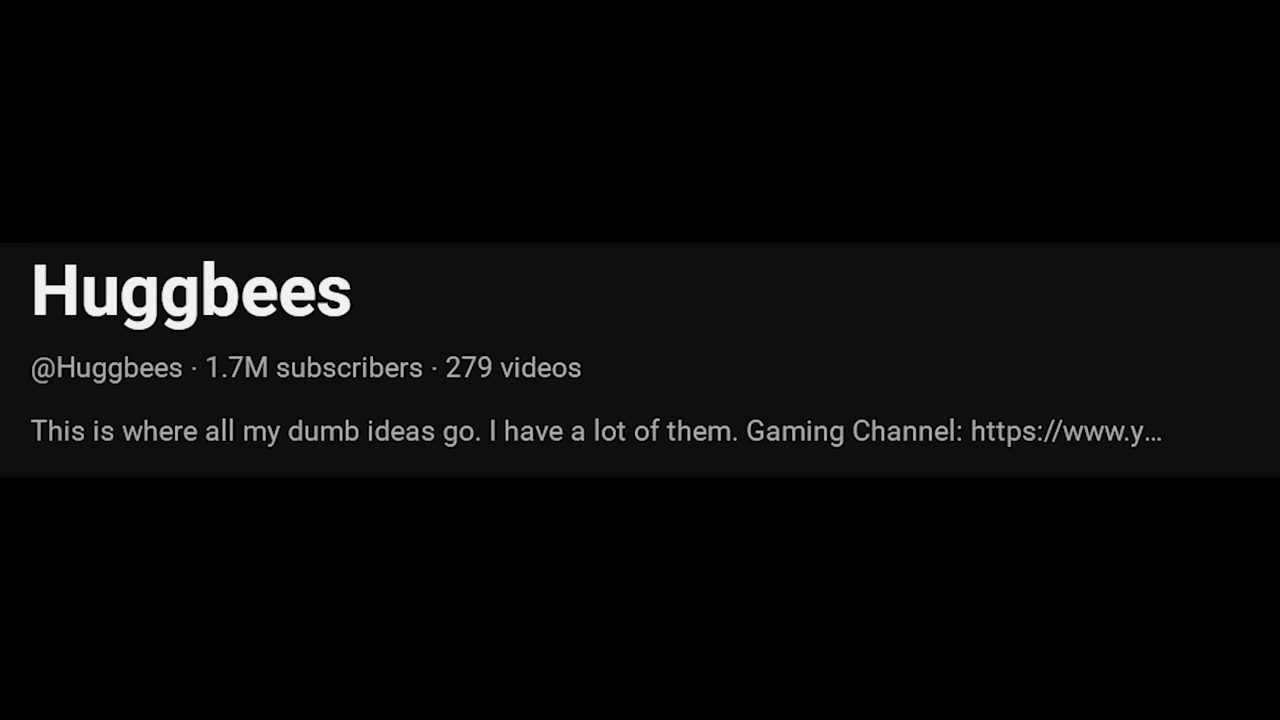 Huggbees
@Huggbees · 1.7M subscribers · 279 videos
This is where all my dumb ideas go. I have a lot of them. Gaming Channel: https://www.y...